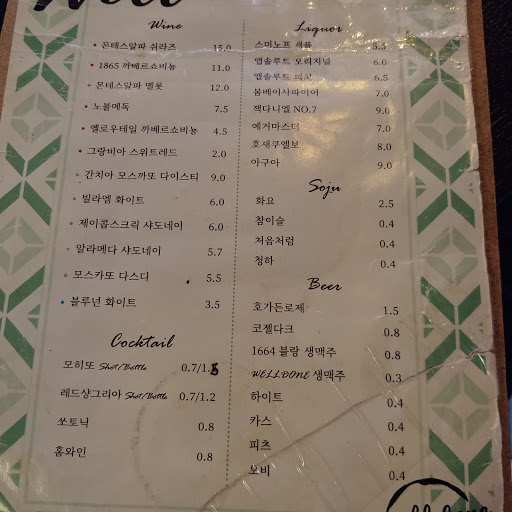 Well
Wine
몬테스알파 쉬라즈 15.0
1865 까베르쇼비뇽 11.0
몬테스알파 멜롯 12.0
노블메독 7.5
옐로우테일 까베르쇼비뇽 4.5
그랑비아 스위트레드 2.0
간치아 모스까또 다이스티 9.0
빌라엠 화이트 6.0
제이콥스크릭 샤도네이 6.0
알라메다 샤도네이 5.7
모스카또 다스디 5.5
블루넌 화이트 3.5
Cocktail
모히또 Shot/Bottle 0.7/1.3
레드샹그리아 Shot/Bottle 0.7/1.2
쏘토닉 0.8
홈와인 0.8
Liquor
스미노프 애플 5.5
앱솔루트 오리지널 6.0
앱솔루트 피치 6.5
봄베이사파이어 7.0
잭다니엘 NO.7 9.0
예거마스터 7.0
호세쿠엘보 8.0
아구아 9.0
Soju
화요 2.5
참이슬 0.4
처음처럼 0.4
청하 0.4
Beer
호가든로제 1.5
코젤다크 0.8
1664 블랑 생맥주 0.8
WELLDONE 생맥주 0.3
하이트 0.4
카스 0.4
피츠 0.4
오비 0.4